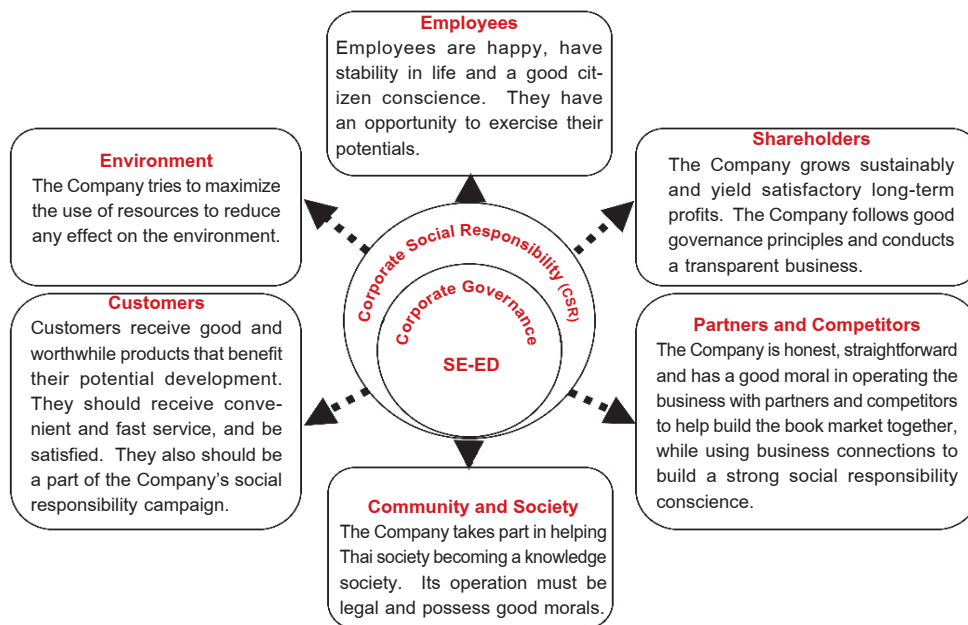 Employees
Employees are happy, have
stability in life and a good cit-
izen conscience. They have
an opportunity to exercise their
potentials.
Environment
The Company tries to maximize
the use of resources to reduce
any effect on the environment.
Shareholders
The Company grows sustainably
and yield satisfactory long-term
profits. The Company follows good
governance principles and conducts
a transparent business.
Corporate Social Responsibility (CSR)
Corporate Governance
SE-ED
Customers
Customers receive good and
worthwhile products that benefit
their potential development.
They should receive conve-
nient and fast service, and be
satisfied. They also should be
a part of the Company's social
responsibility campaign.
Partners and Competitors
The Company is honest, straightforward
and has a good moral in operating the
business with partners and competitors
to help build the book market together,
while using business connections to
build a strong social responsibility
conscience.
Community and Society
The Company takes part in helping
Thai society becoming a knowledge
society. Its operation must be
legal and possess good morals.